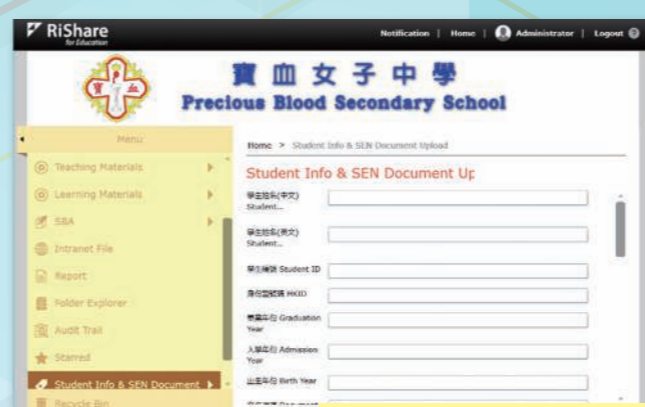 RiShare
for Education
Notification | Home | Administrator | Logout
寶血女子中學
Precious Blood Secondary School
Menu
Home > Student Info & SEN Document Upload
Teaching Materials
Learning Materials
SBA
Intranet File
Report
Folder Explorer
Audit Trail
Starred
Student Info & SEN Document
Recycle Bin
Student Info & SEN Document Up
學生姓名(中文)
Student...
學生姓名(英文)
Student...
學生編號 Student ID
身份證號碼 HKID
畢業年份 Graduation
Year
入學年份 Admission
Year
出生年份 Birth Year